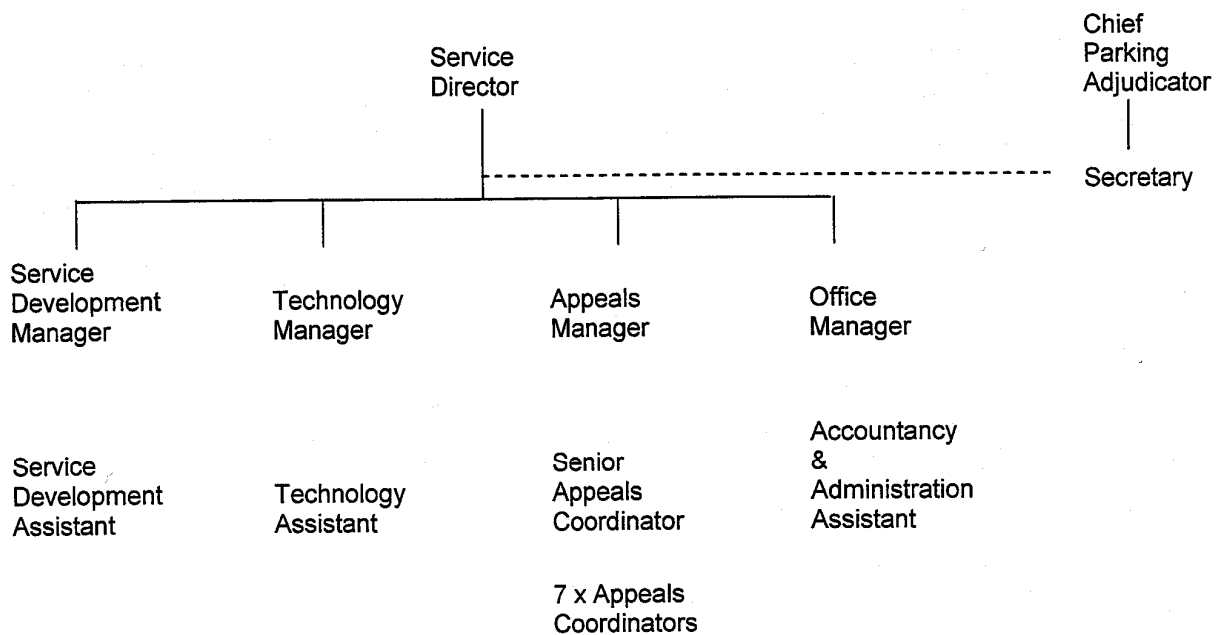 Service
Director
Chief
Parking
Adjudicator
Secretary
Service
Development
Manager
Technology
Manager
Appeals
Manager
Office
Manager
Service
Development
Assistant
Technology
Assistant
Senior
Appeals
Coordinator
Accountancy
&
Administration
Assistant
7 x Appeals
Coordinators